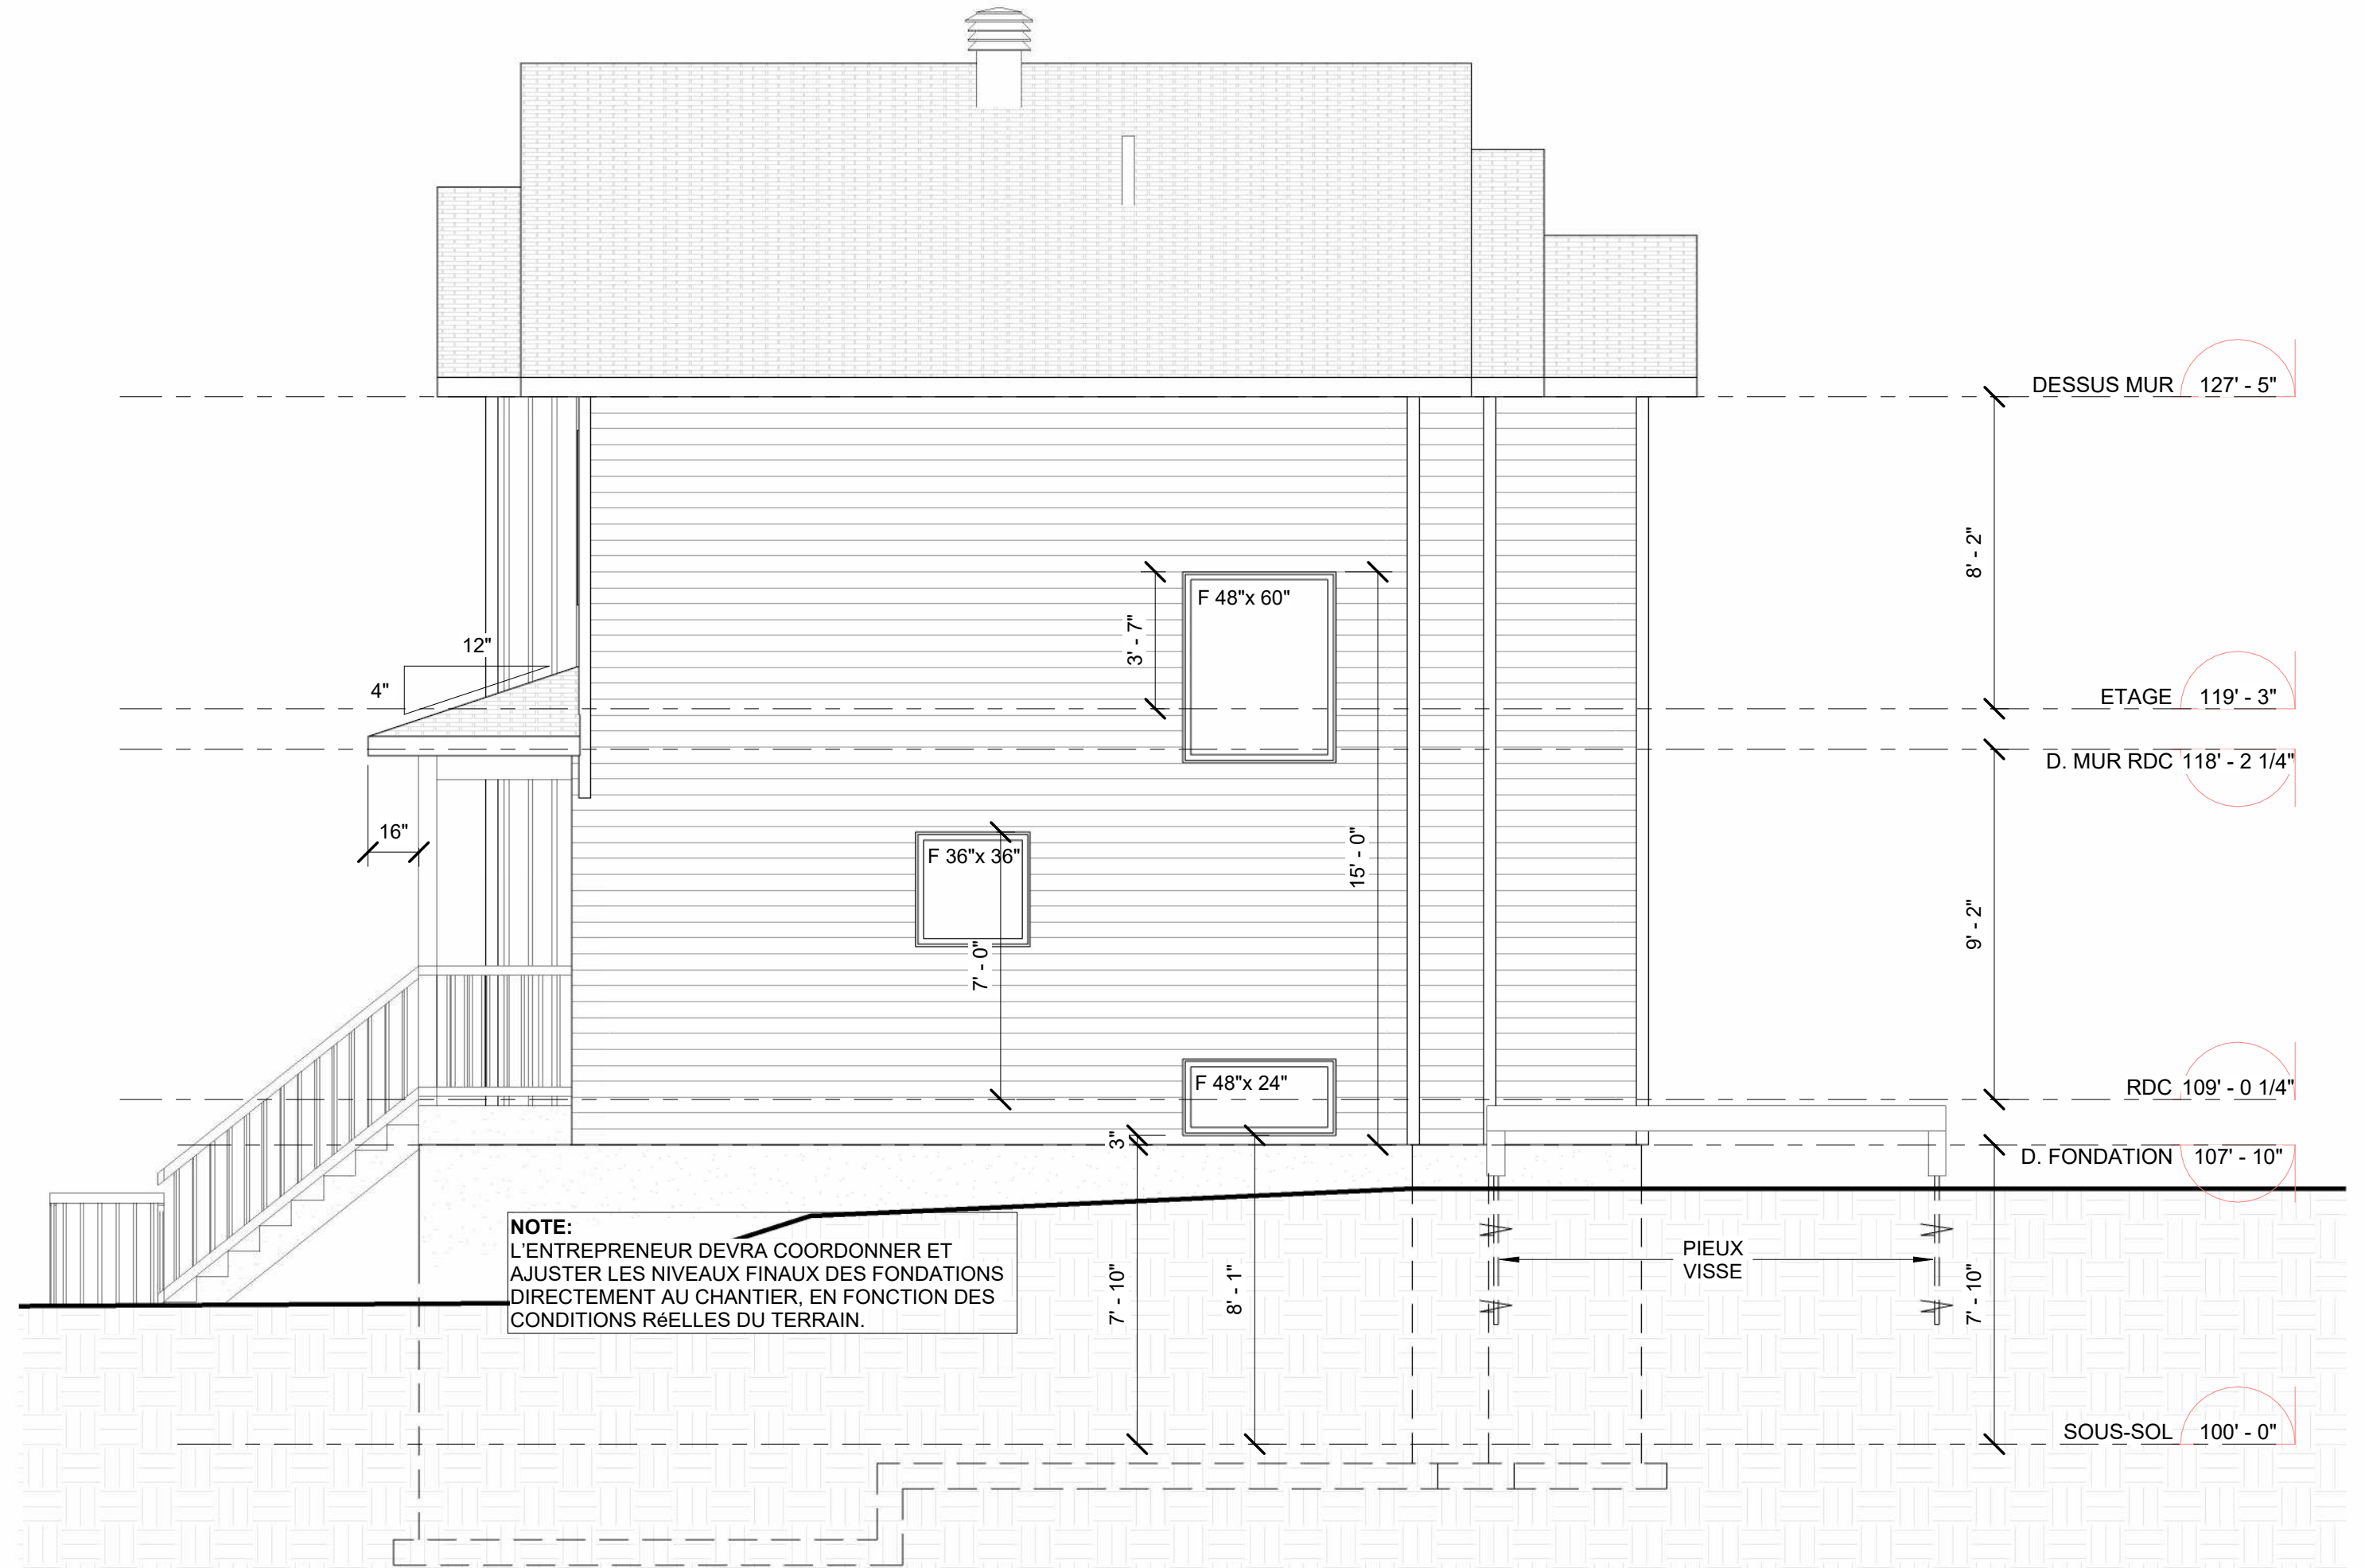 DESSUS MUR 127' - 5"
8' - 2"
F 48"x 60"
3' - 7"
12"
4"
ETAGE 119' - 3"
D. MUR RDC 118' - 2 1/4"
16"
F 36"x 36"
15' - 0"
9' - 2"
7' - 0"
F 48"x 24"
RDC 109' - 0 1/4"
3"
D. FONDATION 107' - 10"
NOTE:
L'ENTREPRENEUR DEVRA COORDONNER ET
AJUSTER LES NIVEAUX FINAUX DES FONDATIONS
DIRECTEMENT AU CHANTIER, EN FONCTION DES
CONDITIONS RéELLES DU TERRAIN.
7' - 10"
8' - 1"
PIEUX
VISSE
7' - 10"
SOUS-SOL 100' - 0"